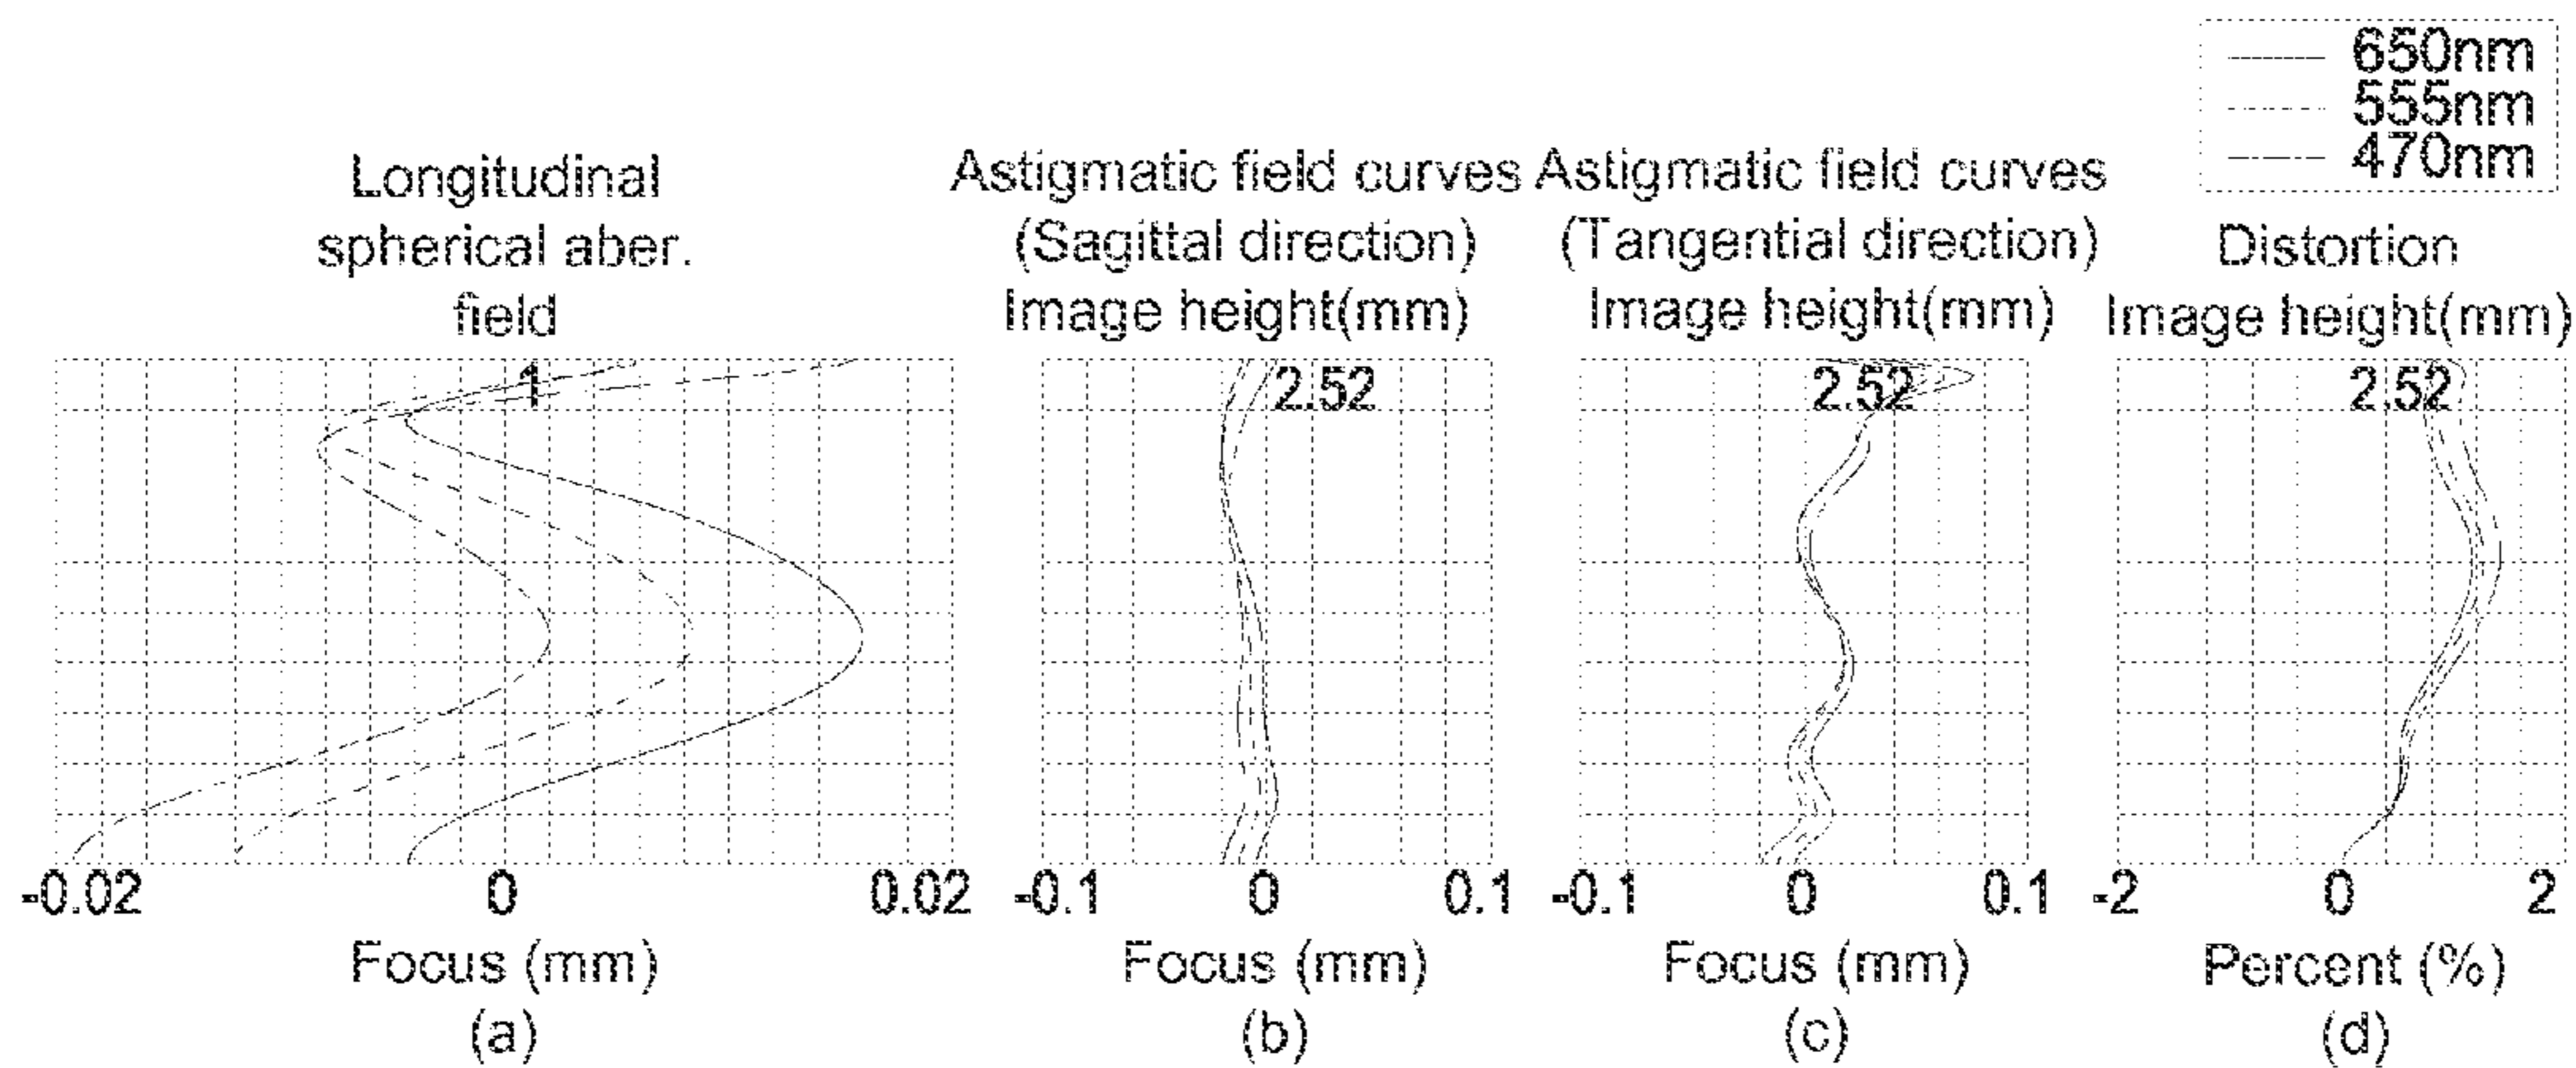 650nm
555nm
470nm
Longitudinal
spherical aber.
field
1
Astigmatic field curves
(Sagittal direction)
Image height(mm)
2.52
Astigmatic field curves
(Tangential direction)
Image height(mm)
2.52
Distortion
Image height(mm)
2.52
-0.02 0 0.02
Focus (mm)
(a)
-0.1 0 0.1
Focus (mm)
(b)
-0.1 0 0.1
Focus (mm)
(c)
-2 0 2
Percent (%)
(d)